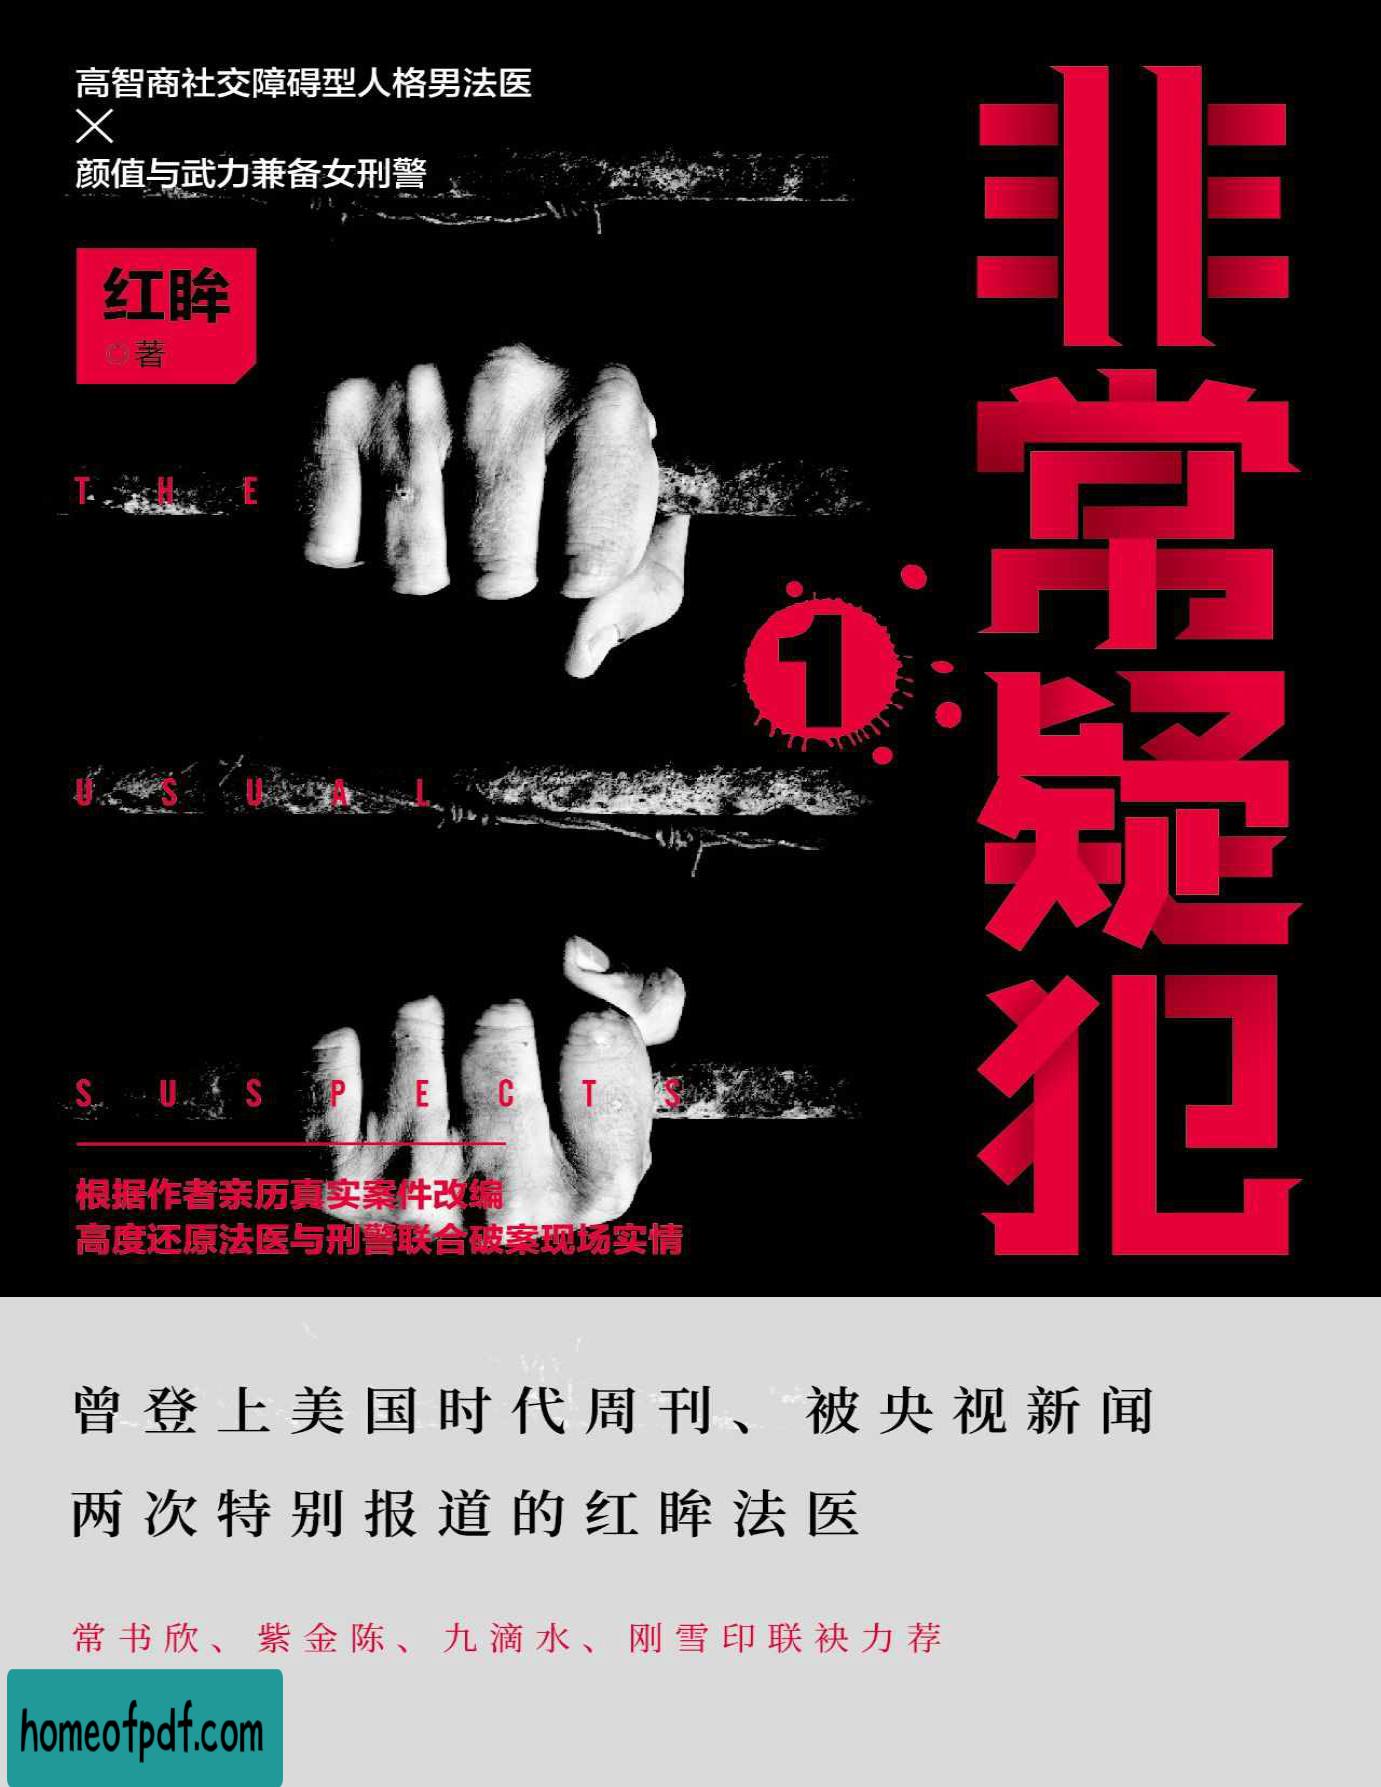 高智商社交障碍型人格男法医
×
颜值与武力兼备女刑警
红眸
◎著
非常疑犯
1
THE
USUAL
SUSPECTS
根据作者亲历真实案件改编
高度还原法医与刑警联合破案现场实情
曾登上美国时代周刊、被央视新闻
两次特别报道的红眸法医
常书欣、紫金陈、九滴水、刚雪印联袂力荐
homeofpdf.com